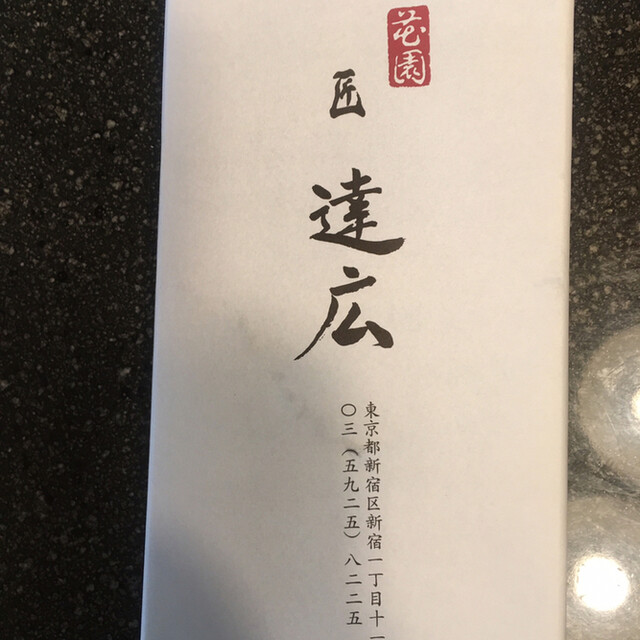 花園
匠
達広
東京都新宿区新宿一丁目十一
〇三(五九二五)八二二五